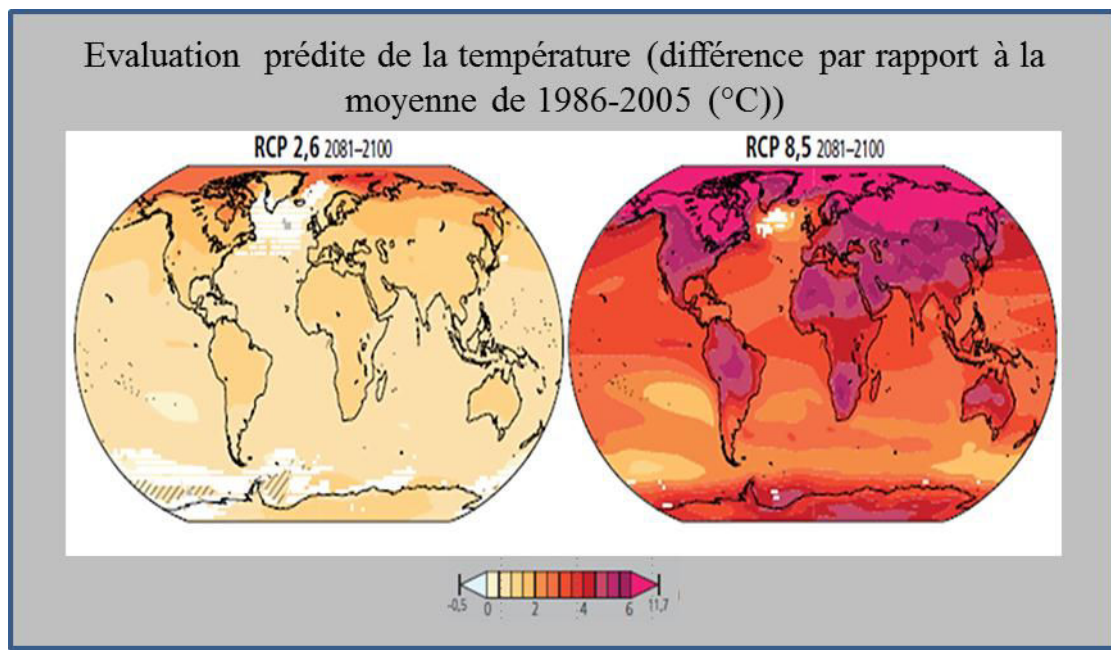 Evaluation prédite de la température (différence par rapport à la
moyenne de 1986-2005 (°C))
RCP 2,6 2081–2100
RCP 8,5 2081–2100
-0,5 0 2 4 6 11,7